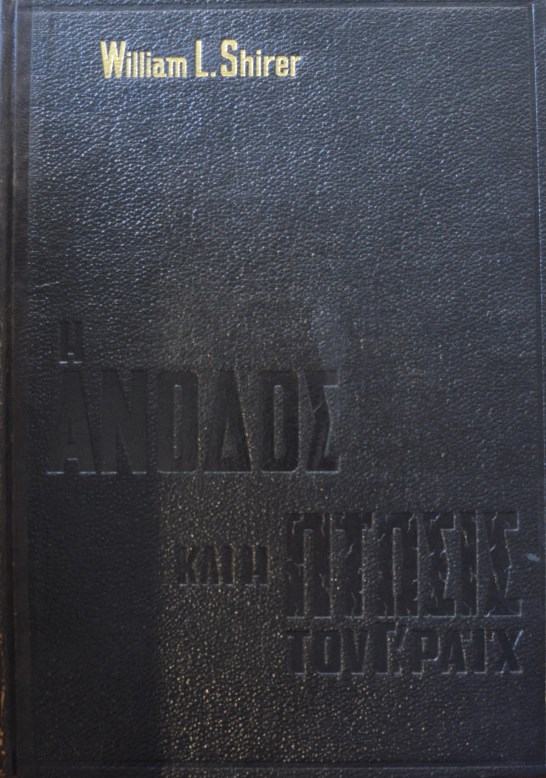 William L. Shirer
Η
ΑΝΟΔΟΣ
ΚΑΙ Η ΠΤΩΣΙΣ
ΤΟΥ Γ' ΡΑΙΧ